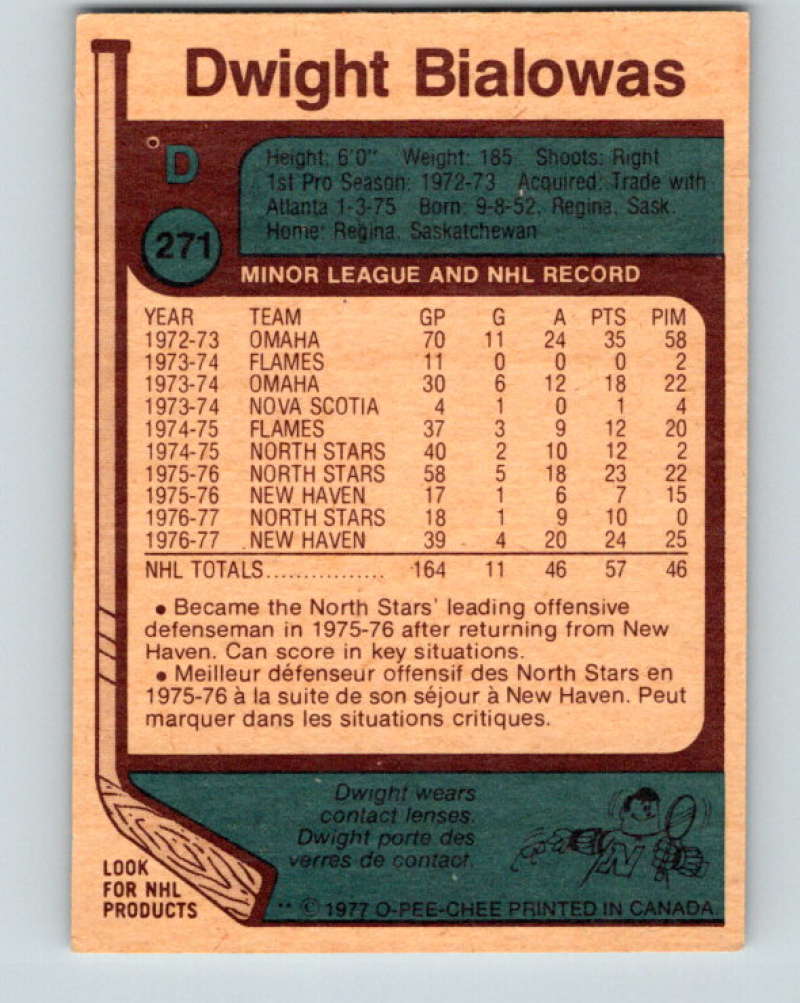 Dwight Bialowas
D
Height: 6'0" Weight: 185 Shoots: Right
1st Pro Season: 1972-73 Acquired: Trade with
Atlanta 1-3-75 Born: 9-8-52, Regina, Sask.
Home: Regina, Saskatchewan
271
MINOR LEAGUE AND NHL RECORD
YEAR TEAM GP G A PTS PIM
1972-73 OMAHA 70 11 24 35 58
1973-74 FLAMES 11 0 0 0 2
1973-74 OMAHA 30 6 12 18 22
1973-74 NOVA SCOTIA 4 1 0 1 4
1974-75 FLAMES 37 3 9 12 20
1974-75 NORTH STARS 40 2 10 12 2
1975-76 NORTH STARS 58 5 18 23 22
1975-76 NEW HAVEN 17 1 6 7 15
1976-77 NORTH STARS 18 1 9 10 0
1976-77 NEW HAVEN 39 4 20 24 25
NHL TOTALS................ 164 11 46 57 46
• Became the North Stars' leading offensive
defenseman in 1975-76 after returning from New
Haven. Can score in key situations.
• Meilleur défenseur offensif des North Stars en
1975-76 à la suite de son séjour à New Haven. Peut
marquer dans les situations critiques.
Dwight wears
contact lenses.
Dwight porte des
verres de contact.
N
LOOK
FOR NHL
PRODUCTS
** © 1977 O-PEE-CHEE PRINTED IN CANADA